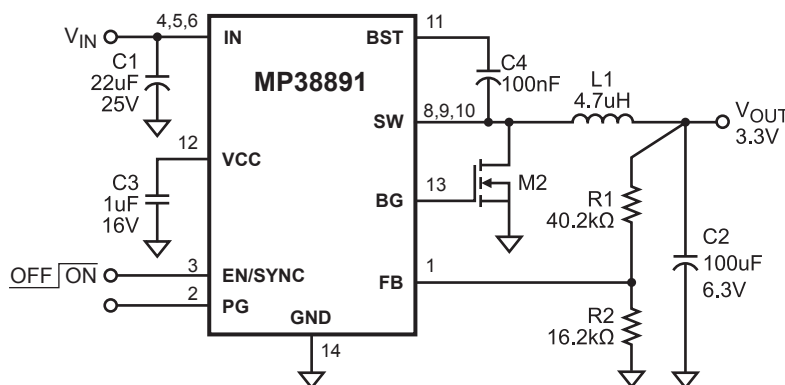 4,5,6
VIN
C1
22uF
25V
IN
MP38891
BST
11
C4
100nF
L1
4.7uH
VOUT
3.3V
SW
8,9,10
12
VCC
C3
1uF
16V
BG
13
M2
R1
40.2kΩ
C2
100uF
6.3V
OFF ON
3
EN/SYNC
2
PG
FB
1
GND
14
R2
16.2kΩ